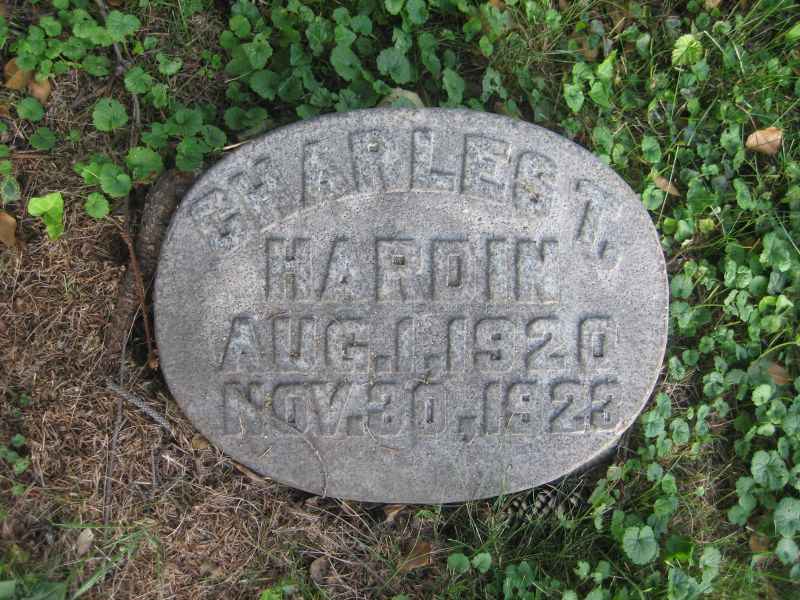 CHARLES T.
HARDIN
AUG. 1, 1920
NOV. 30, 1923